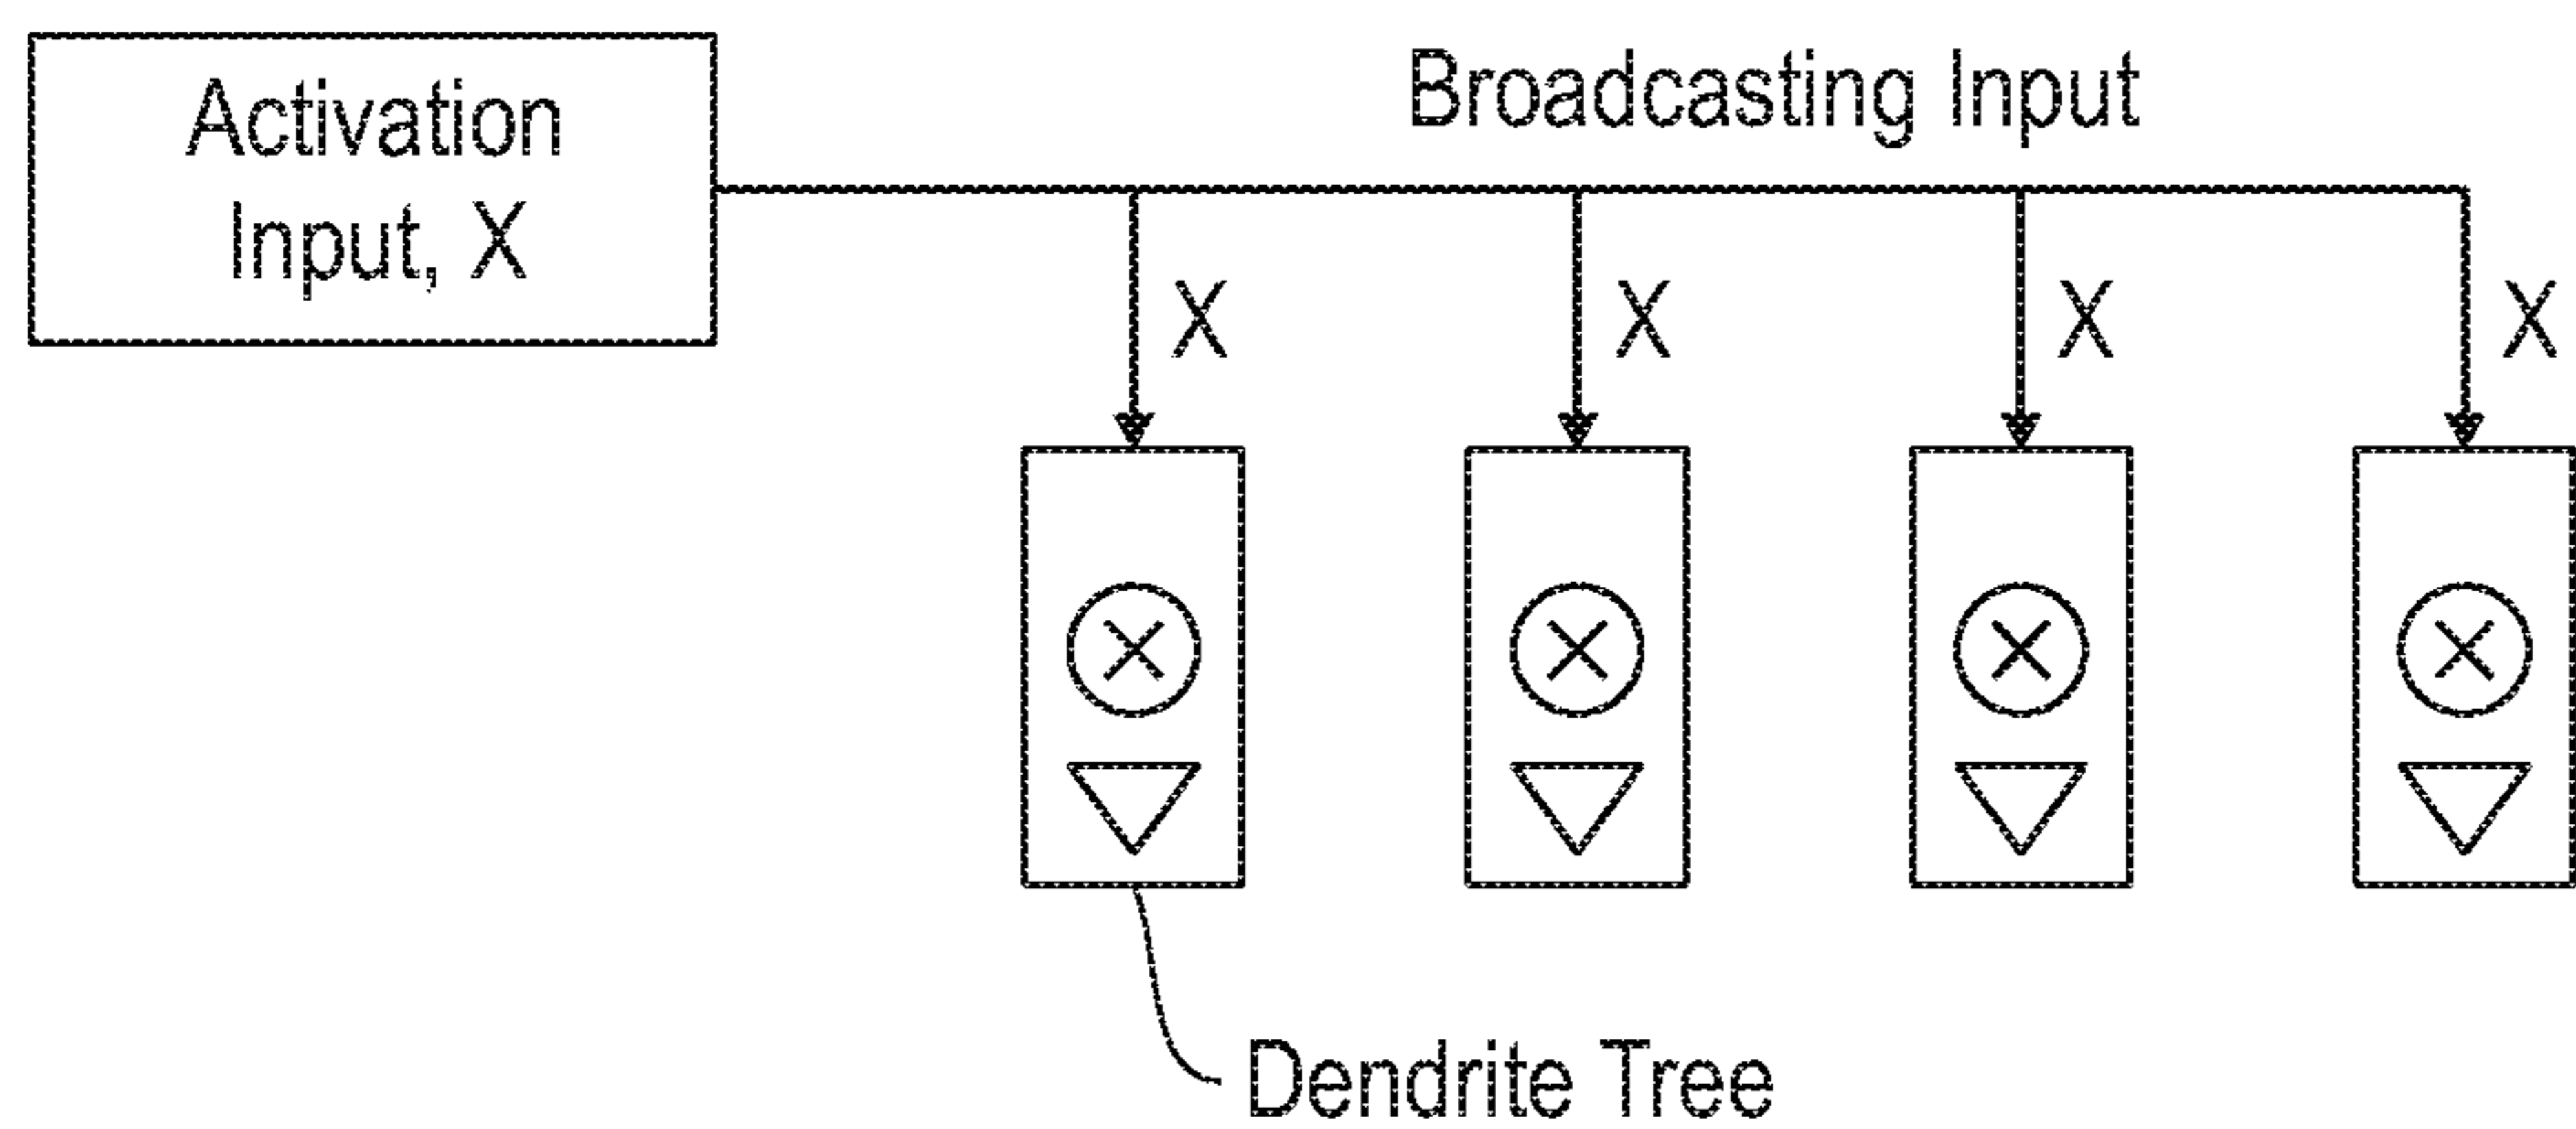 Activation
Input, X
Broadcasting Input
X X X X
Dendrite Tree